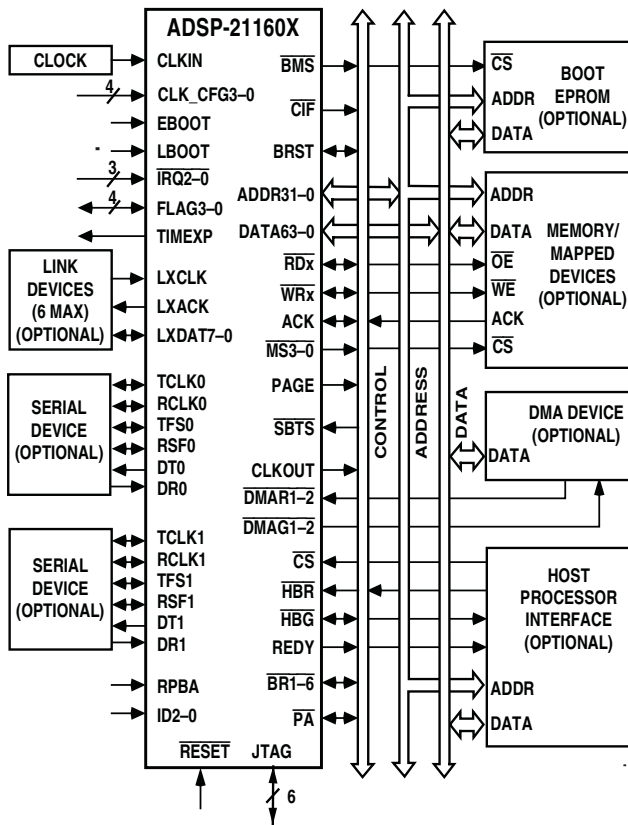 ADSP-21160X
CLOCK
CLKIN
4
CLK_CFG3–0
EBOOT
LBOOT
3
IRQ2–0
4
FLAG3–0
TIMEXP
LINK
DEVICES
(6 MAX)
(OPTIONAL)
LXCLK
LXACK
LXDAT7–0
SERIAL
DEVICE
(OPTIONAL)
TCLK0
RCLK0
TFS0
RSF0
DT0
DR0
SERIAL
DEVICE
(OPTIONAL)
TCLK1
RCLK1
TFS1
RSF1
DT1
DR1
RPBA
ID2–0
RESET
JTAG
6
BMS
CIF
BRST
ADDR31–0
DATA63–0
RDx
WRx
ACK
MS3–0
PAGE
SBTS
CLKOUT
DMAR1–2
DMAG1–2
CS
HBR
HBG
REDY
BR1–6
PA
CONTROL
ADDRESS
DATA
CS
ADDR
DATA
BOOT
EPROM
(OPTIONAL)
ADDR
DATA
OE
WE
ACK
CS
MEMORY/
MAPPED
DEVICES
(OPTIONAL)
DMA DEVICE
(OPTIONAL)
DATA
HOST
PROCESSOR
INTERFACE
(OPTIONAL)
ADDR
DATA